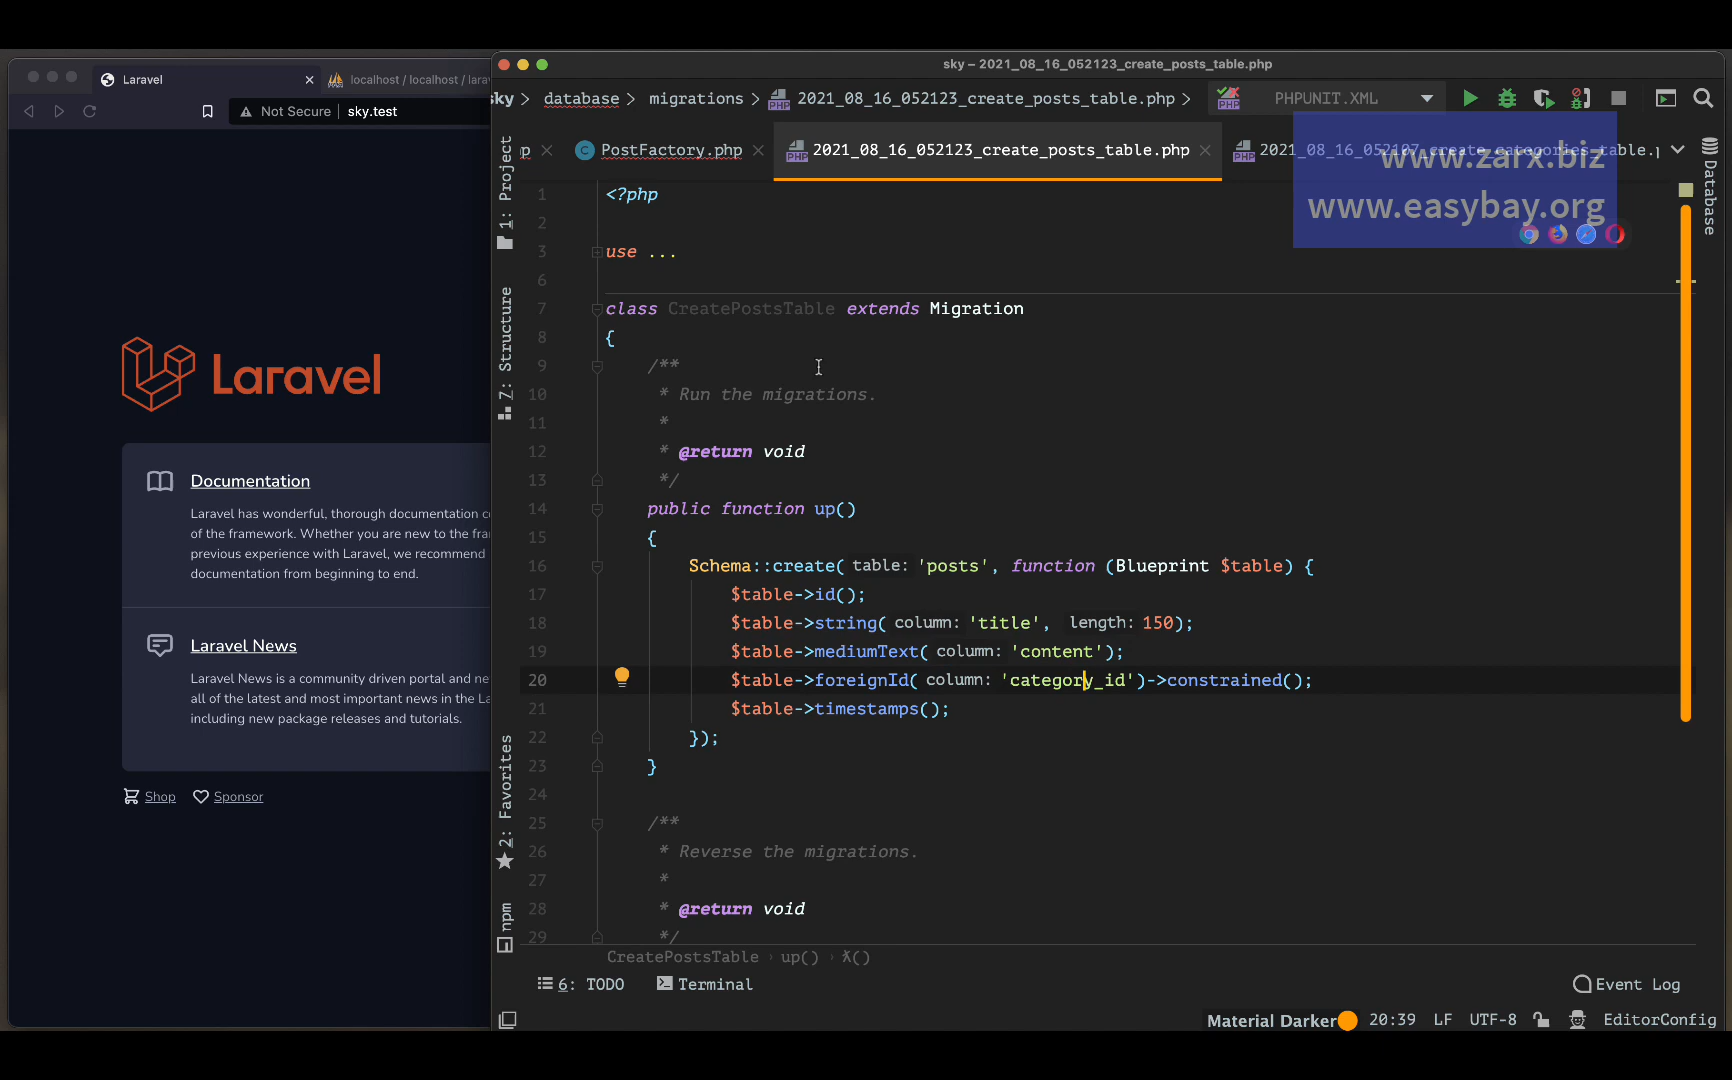 Laravel
localhost / localhost / larav
Not Secure
sky.test
Laravel
Documentation
Laravel has wonderful, thorough documentation c
of the framework. Whether you are new to the fra
previous experience with Laravel, we recommend
documentation from beginning to end.
Laravel News
Laravel News is a community driven portal and ne
all of the latest and most important news in the La
including new package releases and tutorials.
Shop
Sponsor
sky – 2021_08_16_052123_create_posts_table.php
sky > database > migrations > 2021_08_16_052123_create_posts_table.php >
PHPUNIT.XML
p
PostFactory.php
2021_08_16_052123_create_posts_table.php
2021_08_16_052107_create_categories_table.p
www.zarx.biz
www.easybay.org
1: Project
7: Structure
2: Favorites
npm
Database
1 <?php
2
3 use ...
6
7 class CreatePostsTable extends Migration
8 {
9 /**
10 * Run the migrations.
11 *
12 * @return void
13 */
14 public function up()
15 {
16 Schema::create( table: 'posts', function (Blueprint $table) {
17 $table->id();
18 $table->string( column: 'title', length: 150);
19 $table->mediumText( column: 'content');
20 $table->foreignId( column: 'category_id')->constrained();
21 $table->timestamps();
22 });
23 }
24
25 /**
26 * Reverse the migrations.
27 *
28 * @return void
29 */
CreatePostsTable › up() › λ()
6: TODO
Terminal
Event Log
Material Darker
20:39
LF
UTF-8
EditorConfig